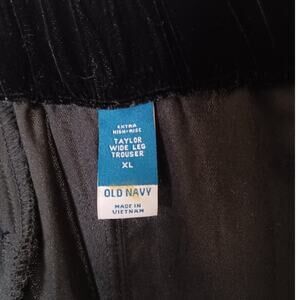 EXTRA
HIGH-RISE
TAYLOR
WIDE LEG
TROUSER
XL
OLD NAVY
MADE IN
VIETNAM